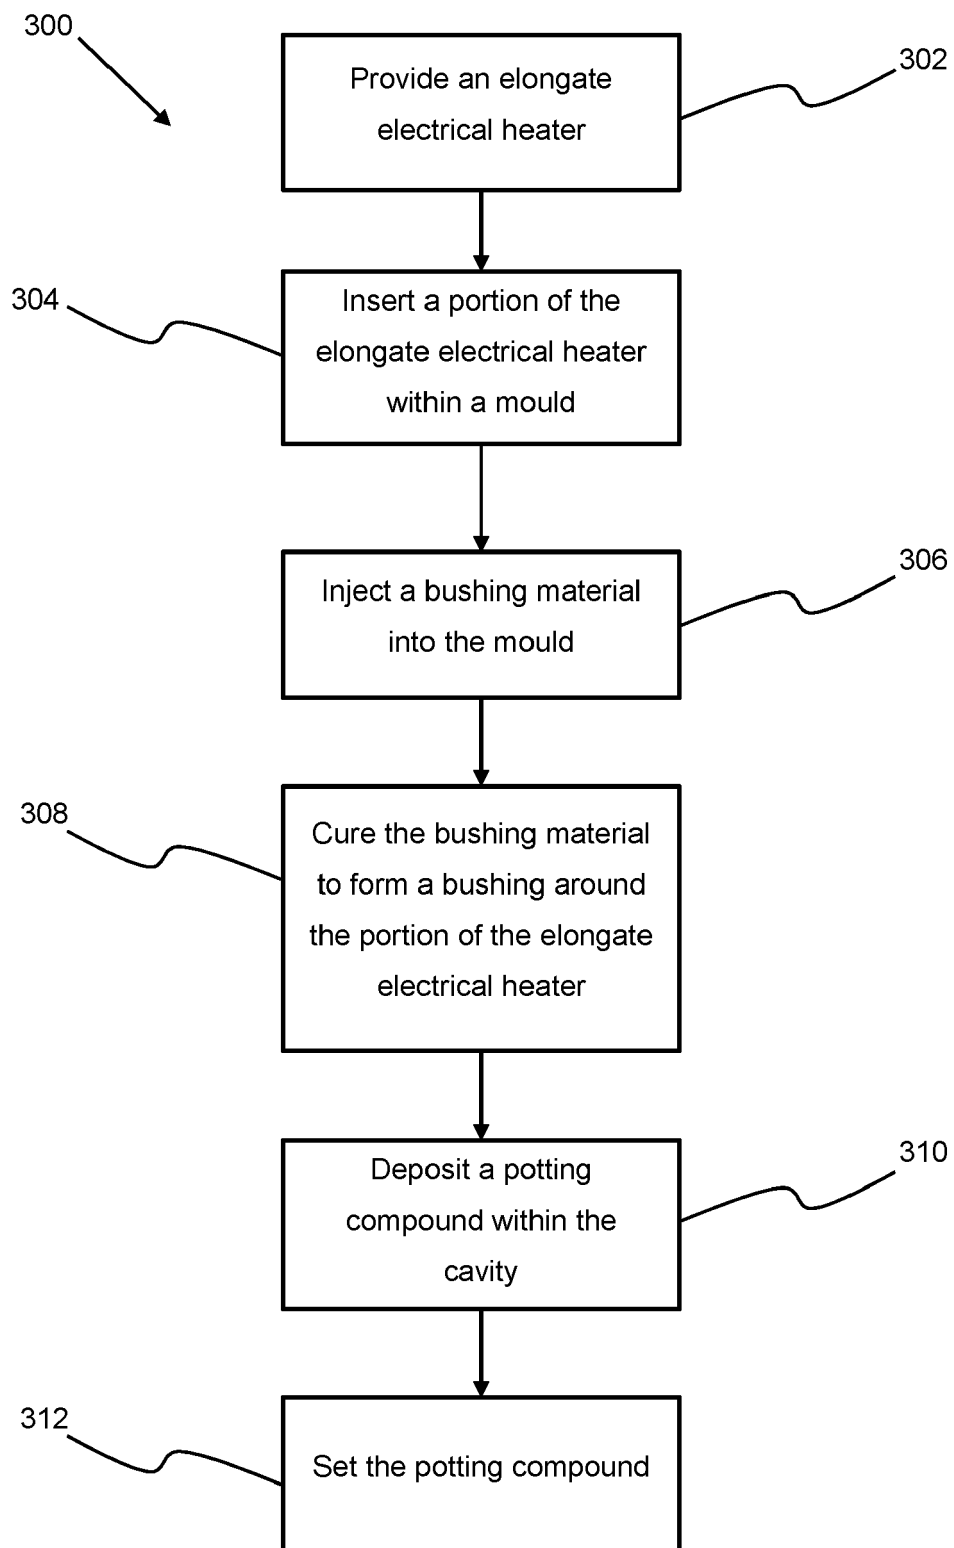 300
Provide an elongate
electrical heater
302
304
Insert a portion of the
elongate electrical heater
within a mould
Inject a bushing material
into the mould
306
308
Cure the bushing material
to form a bushing around
the portion of the elongate
electrical heater
Deposit a potting
compound within the
cavity
310
312
Set the potting compound